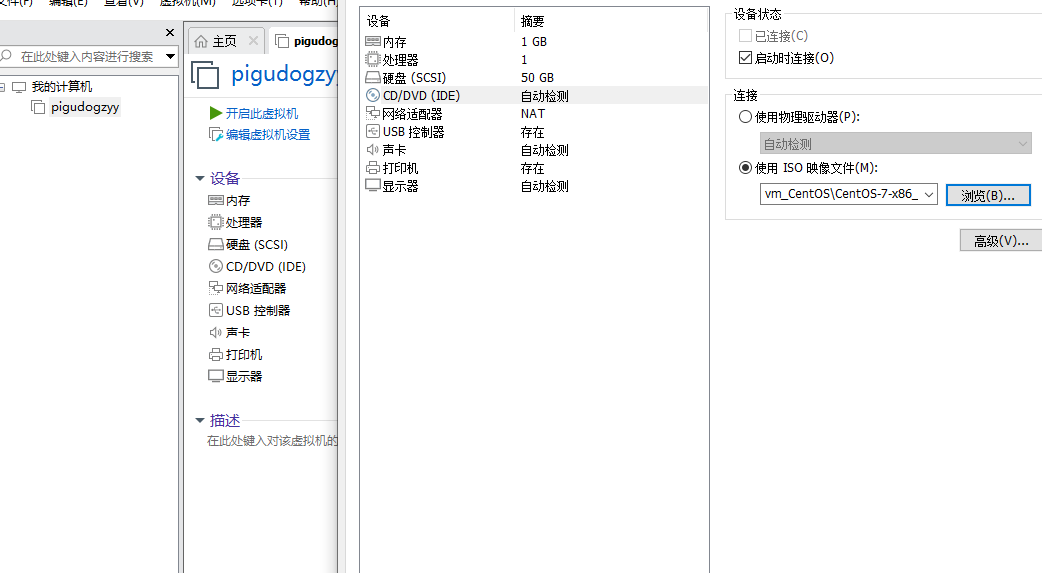 文件(F) 编辑(E) 查看(V) 虚拟机(M) 选项卡(T) 帮助(H)
在此处键入内容进行搜索
我的计算机
pigudogzyy
主页
pigudog
pigudogzy
开启此虚拟机
编辑虚拟机设置
设备
内存
处理器
硬盘 (SCSI)
CD/DVD (IDE)
网络适配器
USB 控制器
声卡
打印机
显示器
描述
在此处键入对该虚拟机的
设备 摘要
内存 1 GB
处理器 1
硬盘 (SCSI) 50 GB
CD/DVD (IDE) 自动检测
网络适配器 NAT
USB 控制器 存在
声卡 自动检测
打印机 存在
显示器 自动检测
设备状态
已连接(C)
启动时连接(O)
连接
使用物理驱动器(P):
自动检测
使用 ISO 映像文件(M):
vm_CentOS\CentOS-7-x86_
浏览(B)...
高级(V)...